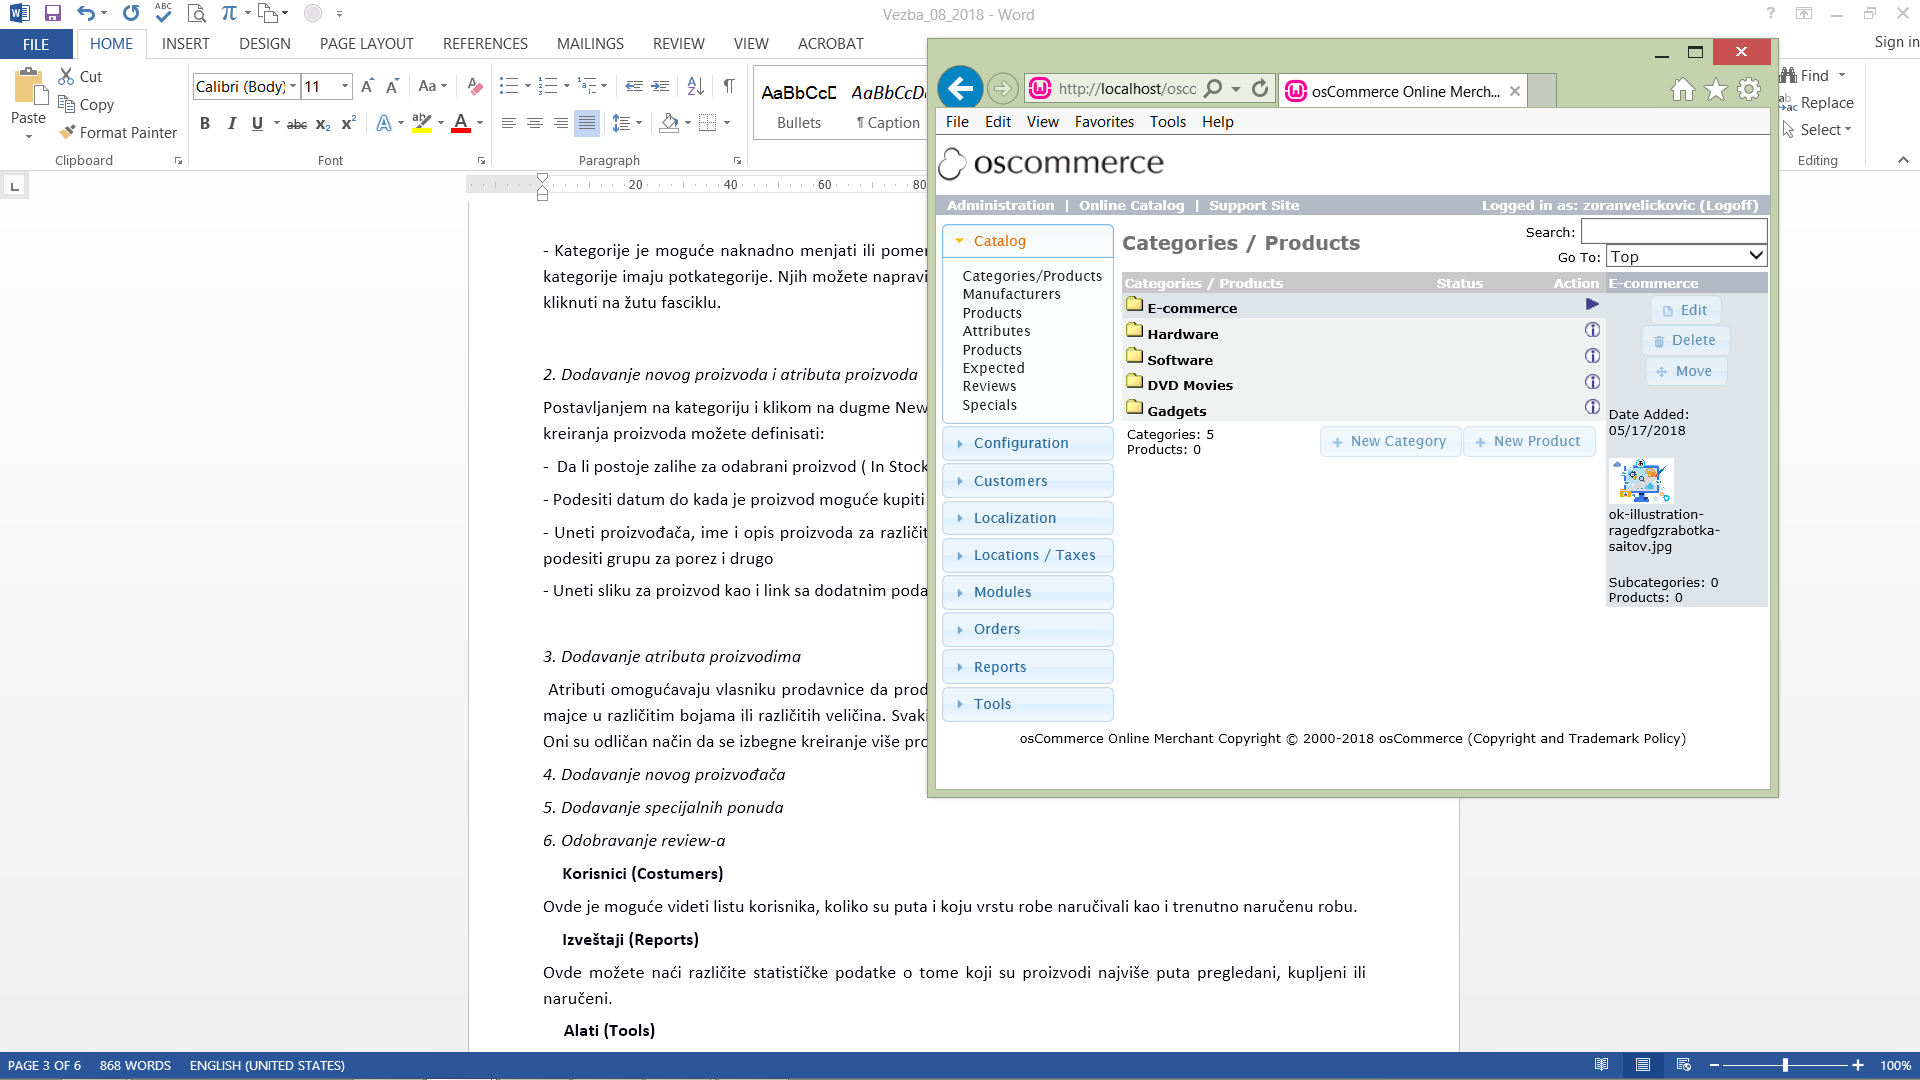 Vezba_08_2018 - Word
FILE HOME INSERT DESIGN PAGE LAYOUT REFERENCES MAILINGS REVIEW VIEW ACROBAT
Sign in
Cut
Copy
Format Painter
Paste
Clipboard
Calibri (Body) 11
Font
Paragraph
AaBbCcD AaBbCcDc
Bullets ¶ Caption
Find
Replace
Select
Editing
20 40 60 80
- Kategorije je moguće naknadno menjati ili pomer
kategorije imaju potkategorije. Njih možete napravi
kliknuti na žutu fasciklu.
2. Dodavanje novog proizvoda i atributa proizvoda
Postavljanjem na kategoriju i klikom na dugme New
kreiranja proizvoda možete definisati:
- Da li postoje zalihe za odabrani proizvod ( In Stock
- Podesiti datum do kada je proizvod moguće kupiti
- Uneti proizvođača, ime i opis proizvoda za različit
podesiti grupu za porez i drugo
- Uneti sliku za proizvod kao i link sa dodatnim poda
3. Dodavanje atributa proizvodima
Atributi omogućavaju vlasniku prodavnice da prod
majce u različitim bojama ili različitih veličina. Svaki
Oni su odličan način da se izbegne kreiranje više pro
4. Dodavanje novog proizvođača
5. Dodavanje specijalnih ponuda
6. Odobravanje review-a
Korisnici (Costumers)
Ovde je moguće videti listu korisnika, koliko su puta i koju vrstu robe naručivali kao i trenutno naručenu robu.
Izveštaji (Reports)
Ovde možete naći različite statističke podatke o tome koji su proizvodi najviše puta pregledani, kupljeni ili
naručeni.
Alati (Tools)
PAGE 3 OF 6 868 WORDS ENGLISH (UNITED STATES)
100%
http://localhost/oscc
osCommerce Online Merch...
File Edit View Favorites Tools Help
oscommerce
Administration | Online Catalog | Support Site
Logged in as: zoranvelickovic (Logoff)
Catalog
Categories/Products
Manufacturers
Products
Attributes
Products
Expected
Reviews
Specials
Configuration
Customers
Localization
Locations / Taxes
Modules
Orders
Reports
Tools
Categories / Products
Search:
Go To: Top
Categories / Products Status Action
E-commerce
Hardware
Software
DVD Movies
Gadgets
Categories: 5
Products: 0
New Category
New Product
E-commerce
Edit
Delete
Move
Date Added:
05/17/2018
ok-illustration-
ragedfgzrabotka-
saitov.jpg
Subcategories: 0
Products: 0
osCommerce Online Merchant Copyright © 2000-2018 osCommerce (Copyright and Trademark Policy)